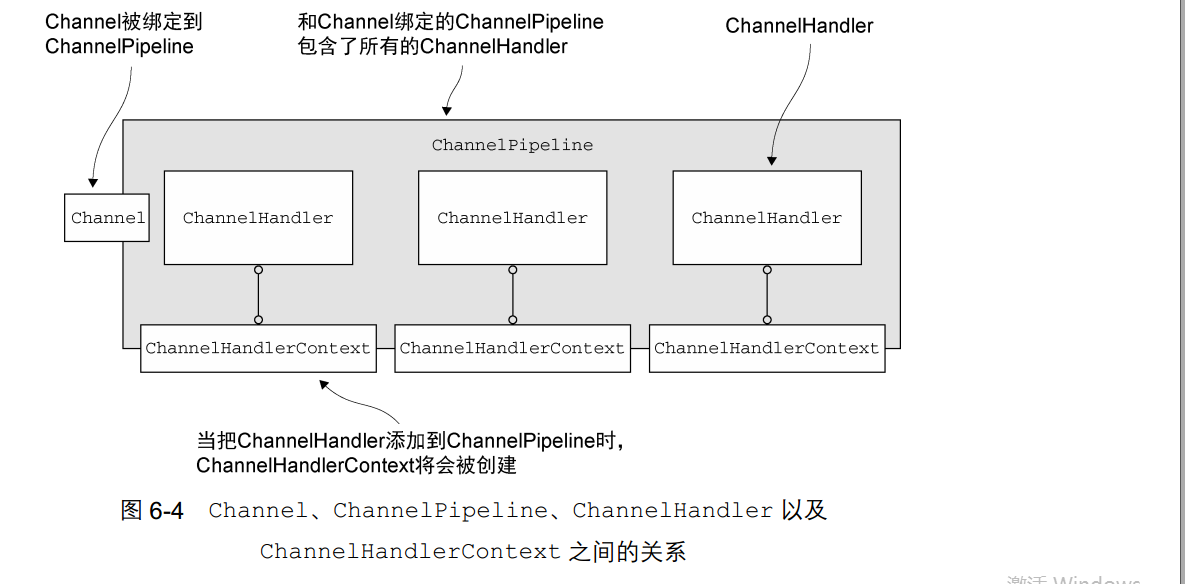 Channel被绑定到
ChannelPipeline
和Channel绑定的ChannelPipeline
包含了所有的ChannelHandler
ChannelHandler
ChannelPipeline
Channel
ChannelHandler
ChannelHandler
ChannelHandler
ChannelHandlerContext
ChannelHandlerContext
ChannelHandlerContext
当把ChannelHandler添加到ChannelPipeline时，
ChannelHandlerContext将会被创建
图 6-4 Channel、ChannelPipeline、ChannelHandler 以及
ChannelHandlerContext 之间的关系
激活 Windows